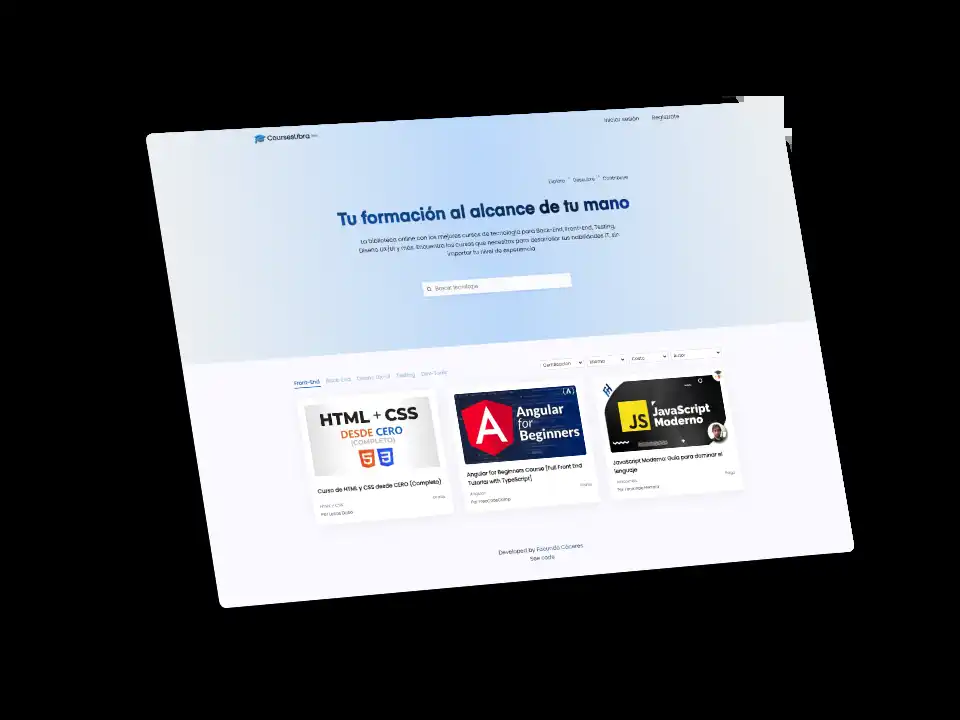 CoursesLibra
Iniciar sesión
Regístrate
Explora • Descubre • Contribuye
Tu formación al alcance de tu mano
La biblioteca online con los mejores cursos de tecnología para Back-End, Front-End, Testing,
Diseño UX/UI y más. Encuentra los cursos que necesitas para desarrollar tus habilidades IT, sin
importar tu nivel de experiencia.
Buscar tecnología
Front-End
Back-End
Diseño UX-UI
Testing
Certificación
Idioma
Costo
Autor
HTML + CSS
DESDE CERO
(COMPLETO)
Curso de HTML y CSS desde CERO (Completo)
HTML y CSS
Gratis
Por Lucas Dalto
Angular
for
Beginners
Angular for Beginners Course [Full Front End
Tutorial with TypeScript]
Angular
Gratis
Por FreeCodeCamp
JS
JavaScript
Moderno
JavaScript Moderno: Guía para dominar el
lenguaje
JavaScript
Pago
Por Fernando Herrera
Developed by Facundo Cáceres
See code